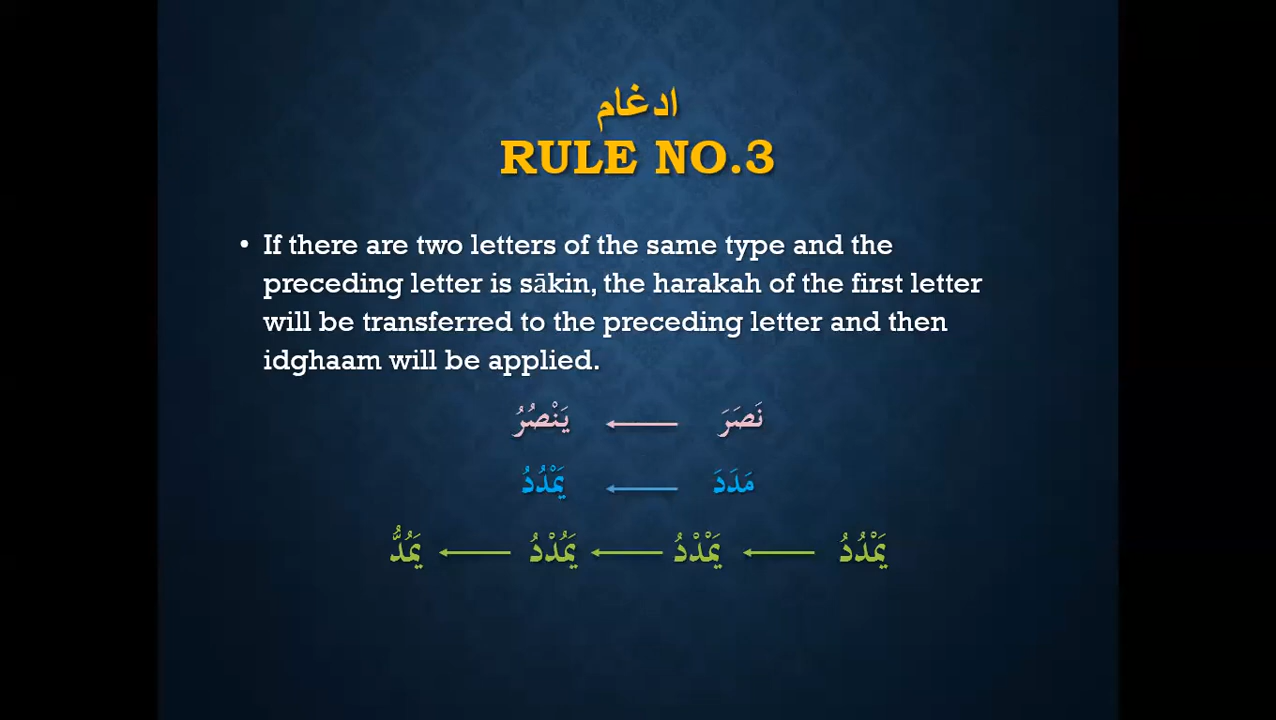 ادغام
RULE NO.3
• If there are two letters of the same type and the
preceding letter is sākin, the harakah of the first letter
will be transferred to the preceding letter and then
idghaam will be applied.
نَصَرَ ← يَنْصُرُ
مَدَدَ ← يَمْدُدُ
يَمْدُدُ ← يَمْدْدُ ← يَمُدْدُ ← يَمُدُّ